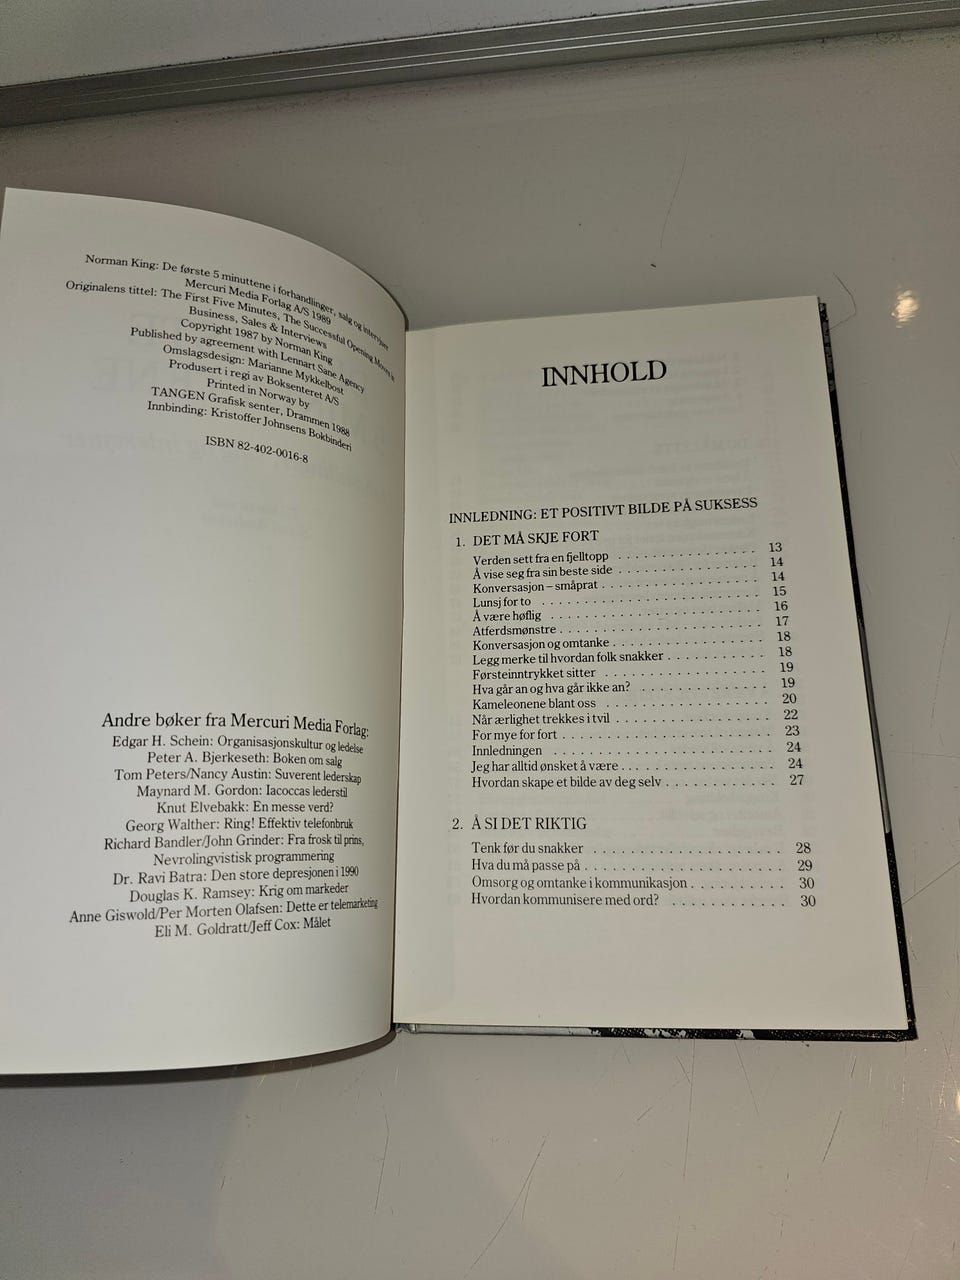 Norman King: De første 5 minuttene i forhandlinger, salg og intervjuer
Mercuri Media Forlag A/S 1989
Originalens tittel: The First Five Minutes, The Successful Opening Moves in
Business, Sales & Interviews
Copyright 1987 by Norman King
Published by agreement with Lennart Sane Agency
Omslagsdesign: Marianne Mykkelbost
Produsert i regi av Boksenteret A/S
Printed in Norway by
TANGEN Grafisk senter, Drammen 1988
Innbinding: Kristoffer Johnsens Bokbinderi
ISBN 82-402-0016-8
Andre bøker fra Mercuri Media Forlag:
Edgar H. Schein: Organisasjonskultur og ledelse
Peter A. Bjerkeseth: Boken om salg
Tom Peters/Nancy Austin: Suverent lederskap
Maynard M. Gordon: Iacoccas lederstil
Knut Elvebakk: En messe verd?
Georg Walther: Ring! Effektiv telefonbruk
Richard Bandler/John Grinder: Fra frosk til prins,
Nevrolingvistisk programmering
Dr. Ravi Batra: Den store depresjonen i 1990
Douglas K. Ramsey: Krig om markeder
Anne Giswold/Per Morten Olafsen: Dette er telemarketing
Eli M. Goldratt/Jeff Cox: Målet
INNHOLD
INNLEDNING: ET POSITIVT BILDE PÅ SUKSESS
1. DET MÅ SKJE FORT
Verden sett fra en fjelltopp . . . . . . . . . . . . . . . 13
Å vise seg fra sin beste side . . . . . . . . . . . . . . . 14
Konversasjon – småprat . . . . . . . . . . . . . . . . 14
Lunsj for to . . . . . . . . . . . . . . . . . . . . . 15
Å være høflig . . . . . . . . . . . . . . . . . . . . 16
Atferdsmønstre . . . . . . . . . . . . . . . . . . . 17
Konversasjon og omtanke . . . . . . . . . . . . . . . 18
Legg merke til hvordan folk snakker . . . . . . . . . . 18
Førsteinntrykket sitter . . . . . . . . . . . . . . . . 19
Hva går an og hva går ikke an? . . . . . . . . . . . . . 19
Kameleonene blant oss . . . . . . . . . . . . . . . . 20
Når ærlighet trekkes i tvil . . . . . . . . . . . . . . . 22
For mye for fort . . . . . . . . . . . . . . . . . . . 23
Innledningen . . . . . . . . . . . . . . . . . . . . 24
Jeg har alltid ønsket å være . . . . . . . . . . . . . . 24
Hvordan skape et bilde av deg selv . . . . . . . . . . . 27
2. Å SI DET RIKTIG
Tenk før du snakker . . . . . . . . . . . . . . . . . 28
Hva du må passe på . . . . . . . . . . . . . . . . . . 29
Omsorg og omtanke i kommunikasjon . . . . . . . . . . 30
Hvordan kommunisere med ord? . . . . . . . . . . . . 30